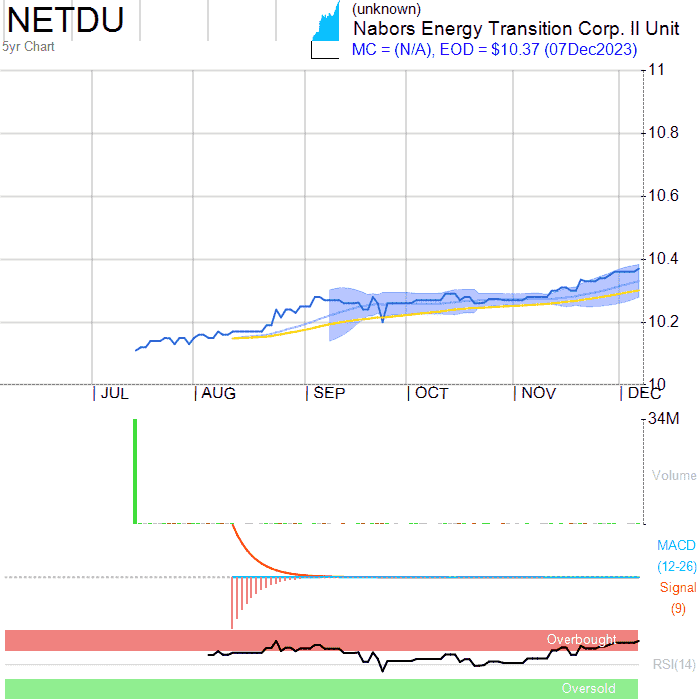 NETDU
5yr Chart
(unknown)
Nabors Energy Transition Corp. II Unit
MC = (N/A), EOD = $10.37 (07Dec2023)
11
10.8
10.6
10.4
10.2
10
JUL AUG SEP OCT NOV DEC
34M
Volume
MACD
(12-26)
Signal
(9)
Overbought
RSI(14)
Oversold